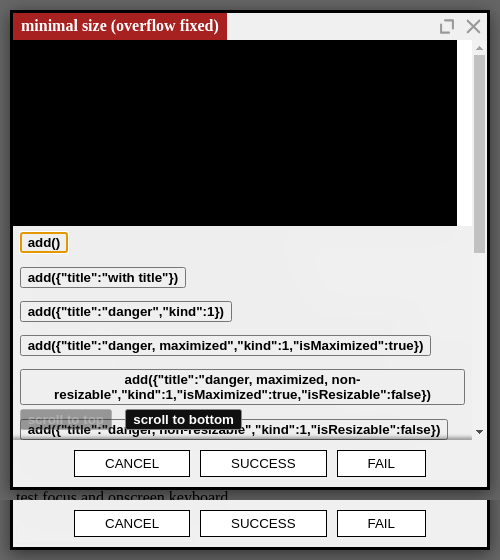 minimal size (overflow fixed)
add()
add({"title":"with title"})
add({"title":"danger","kind":1})
add({"title":"danger, maximized","kind":1,"isMaximized":true})
add({"title":"danger, maximized, non-
resizable","kind":1,"isMaximized":true,"isResizable":false})
scroll to top scroll to bottom
add({"title":"danger, non-resizable","kind":1,"isResizable":false})
CANCEL SUCCESS FAIL
test focus and onscreen keyboard
CANCEL SUCCESS FAIL